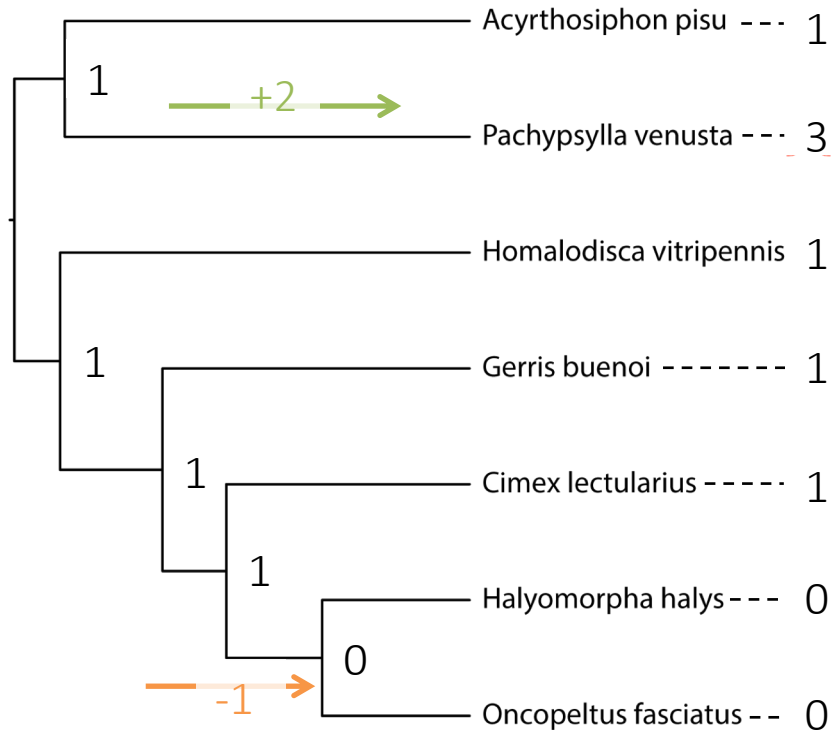 Acyrthosiphon pisu --- 1
1
+2
Pachypsylla venusta --- 3
Homalodisca vitripennis 1
1
Gerris buenoi ------- 1
1
Cimex lectularius ----- 1
1
Halyomorpha halys --- 0
0
-1
Oncopeltus fasciatus -- 0